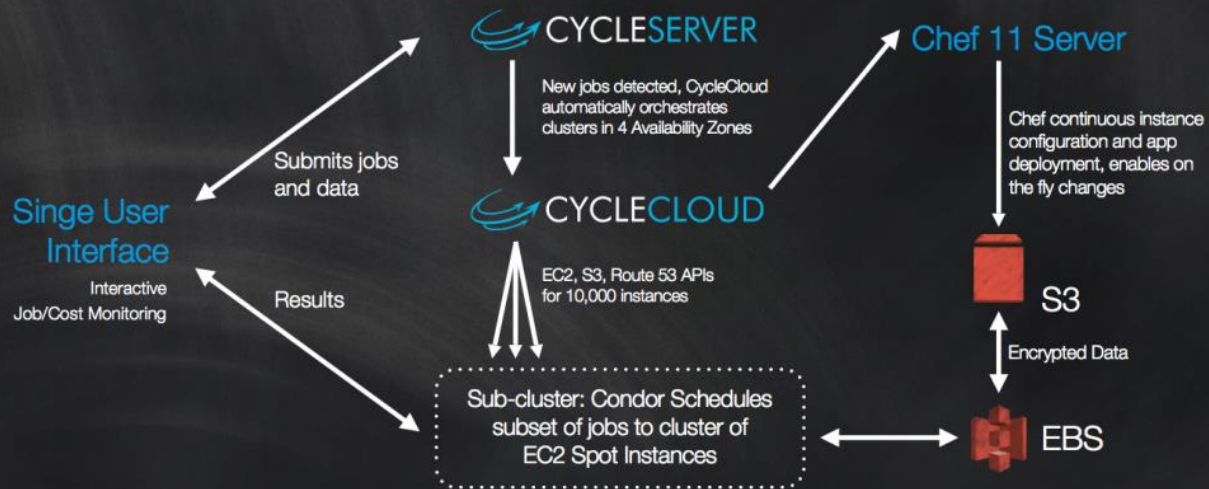 CYCLESERVER
Chef 11 Server
New jobs detected, CycleCloud
automatically orchestrates
clusters in 4 Availability Zones
Chef continuous instance
configuration and app
deployment, enables on
the fly changes
Submits jobs
and data
Singe User
Interface
Interactive
Job/Cost Monitoring
CYCLECLOUD
EC2, S3, Route 53 APIs
for 10,000 instances
Results
S3
Encrypted Data
Sub-cluster: Condor Schedules
subset of jobs to cluster of
EC2 Spot Instances
EBS